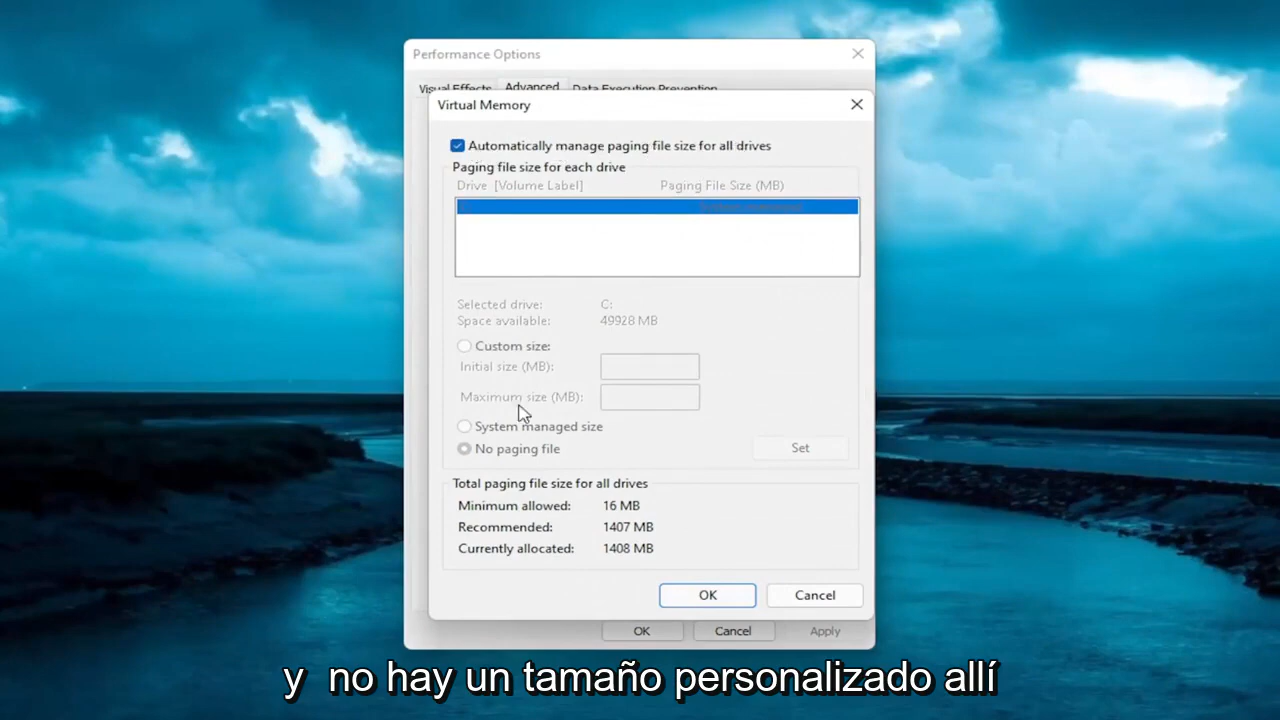 Performance Options
Visual Effects Advanced Data Execution Prevention
Virtual Memory
Automatically manage paging file size for all drives
Paging file size for each drive
Drive [Volume Label] Paging File Size (MB)
Selected drive: C:
Space available: 49928 MB
Custom size:
Initial size (MB):
Maximum size (MB):
System managed size
No paging file Set
Total paging file size for all drives
Minimum allowed: 16 MB
Recommended: 1407 MB
Currently allocated: 1408 MB
OK Cancel
OK Cancel Apply
y no hay un tamaño personalizado allí